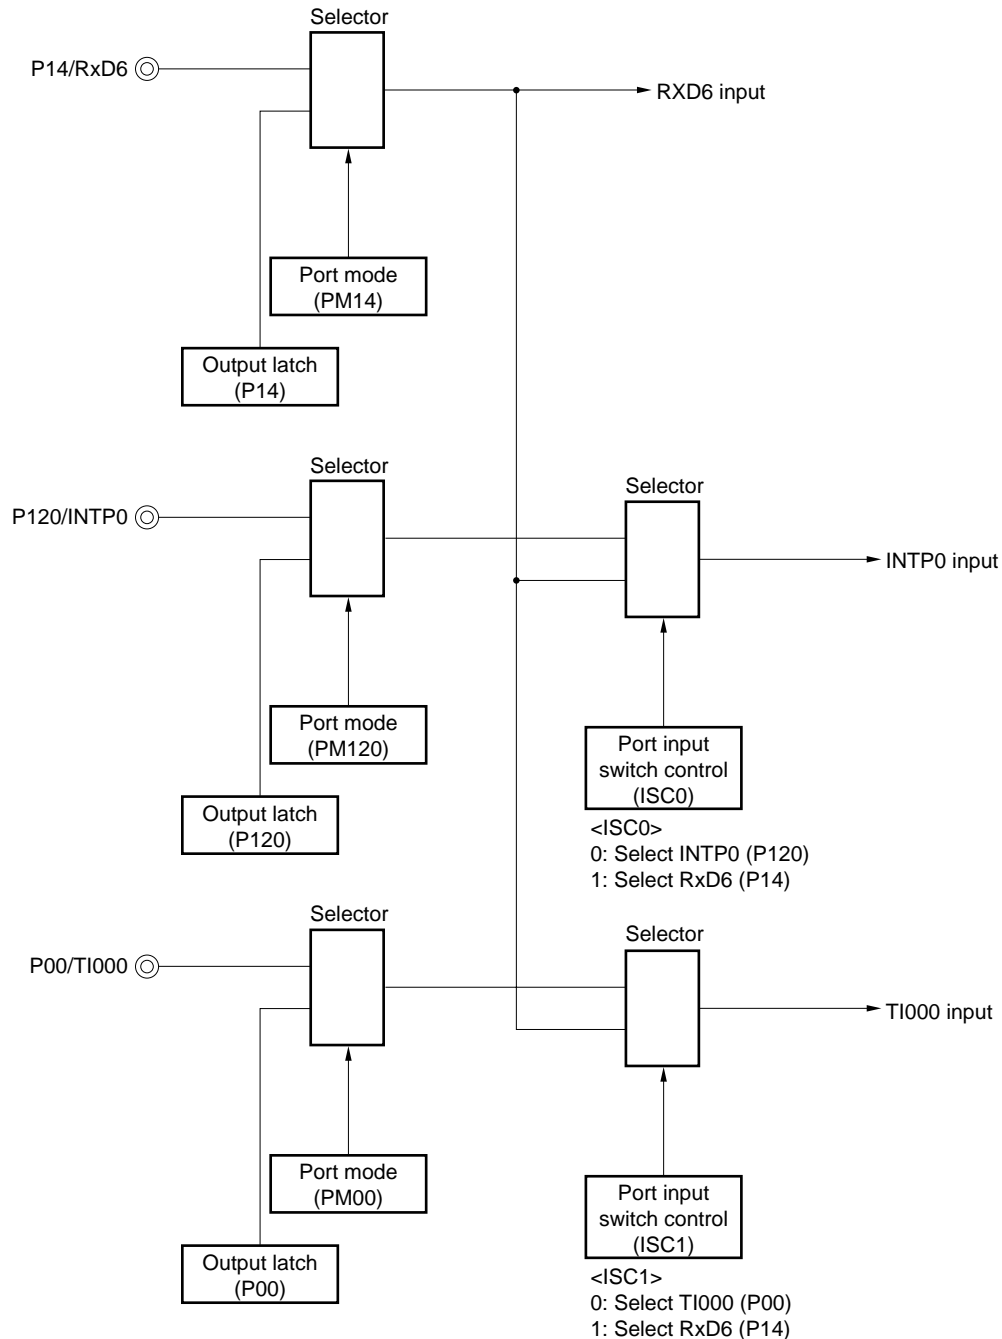 Selector
P14/RxD6
RXD6 input
Port mode
(PM14)
Output latch
(P14)
Selector
P120/INTP0
Selector
INTP0 input
Port mode
(PM120)
Port input
switch control
(ISC0)
Output latch
(P120)
<ISC0>
0: Select INTP0 (P120)
1: Select RxD6 (P14)
Selector
P00/TI000
Selector
TI000 input
Port mode
(PM00)
Port input
switch control
(ISC1)
Output latch
(P00)
<ISC1>
0: Select TI000 (P00)
1: Select RxD6 (P14)